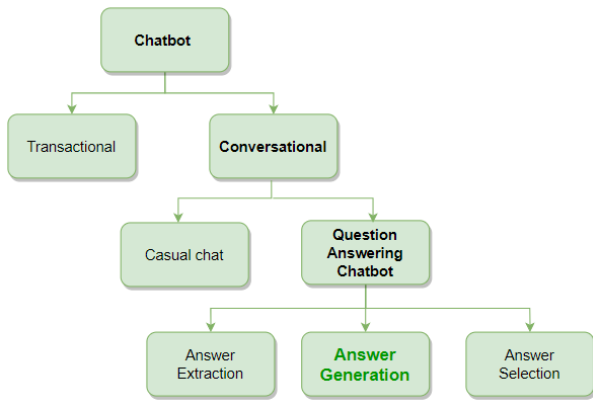 Chatbot
Transactional
Conversational
Casual chat
Question
Answering
Chatbot
Answer
Extraction
Answer
Generation
Answer
Selection